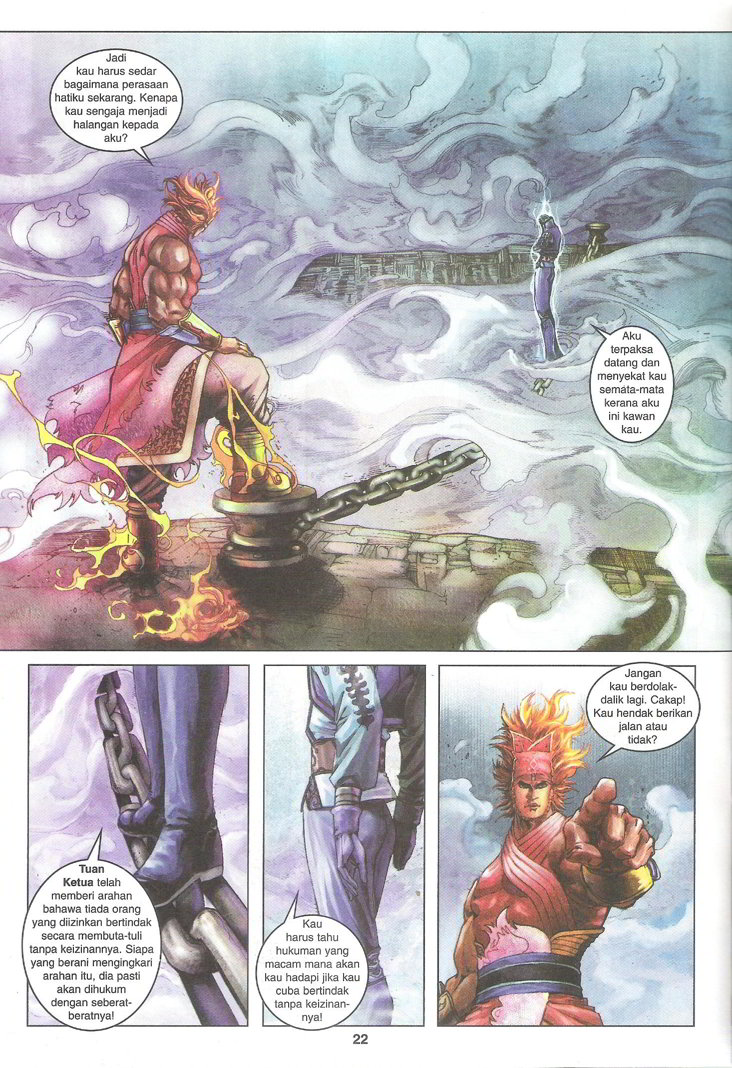 Jadi
kau harus sedar
bagaimana perasaan
hatiku sekarang. Kenapa
kau sengaja menjadi
halangan kepada
aku?
Aku
terpaksa
datang dan
menyekat kau
semata-mata
kerana aku
ini kawan
kau.
Tuan
Ketua telah
memberi arahan
bahawa tiada orang
yang diizinkan bertindak
secara membuta-tuli
tanpa keizinannya. Siapa
yang berani mengingkari
arahan itu, dia pasti
akan dihukum
dengan seberat-
beratnya!
Kau
harus tahu
hukuman yang
macam mana akan
kau hadapi jika kau
cuba bertindak
tanpa keizinan-
nya!
Jangan
kau berdolak-
dalik lagi. Cakap!
Kau hendak berikan
jalan atau
tidak?
22